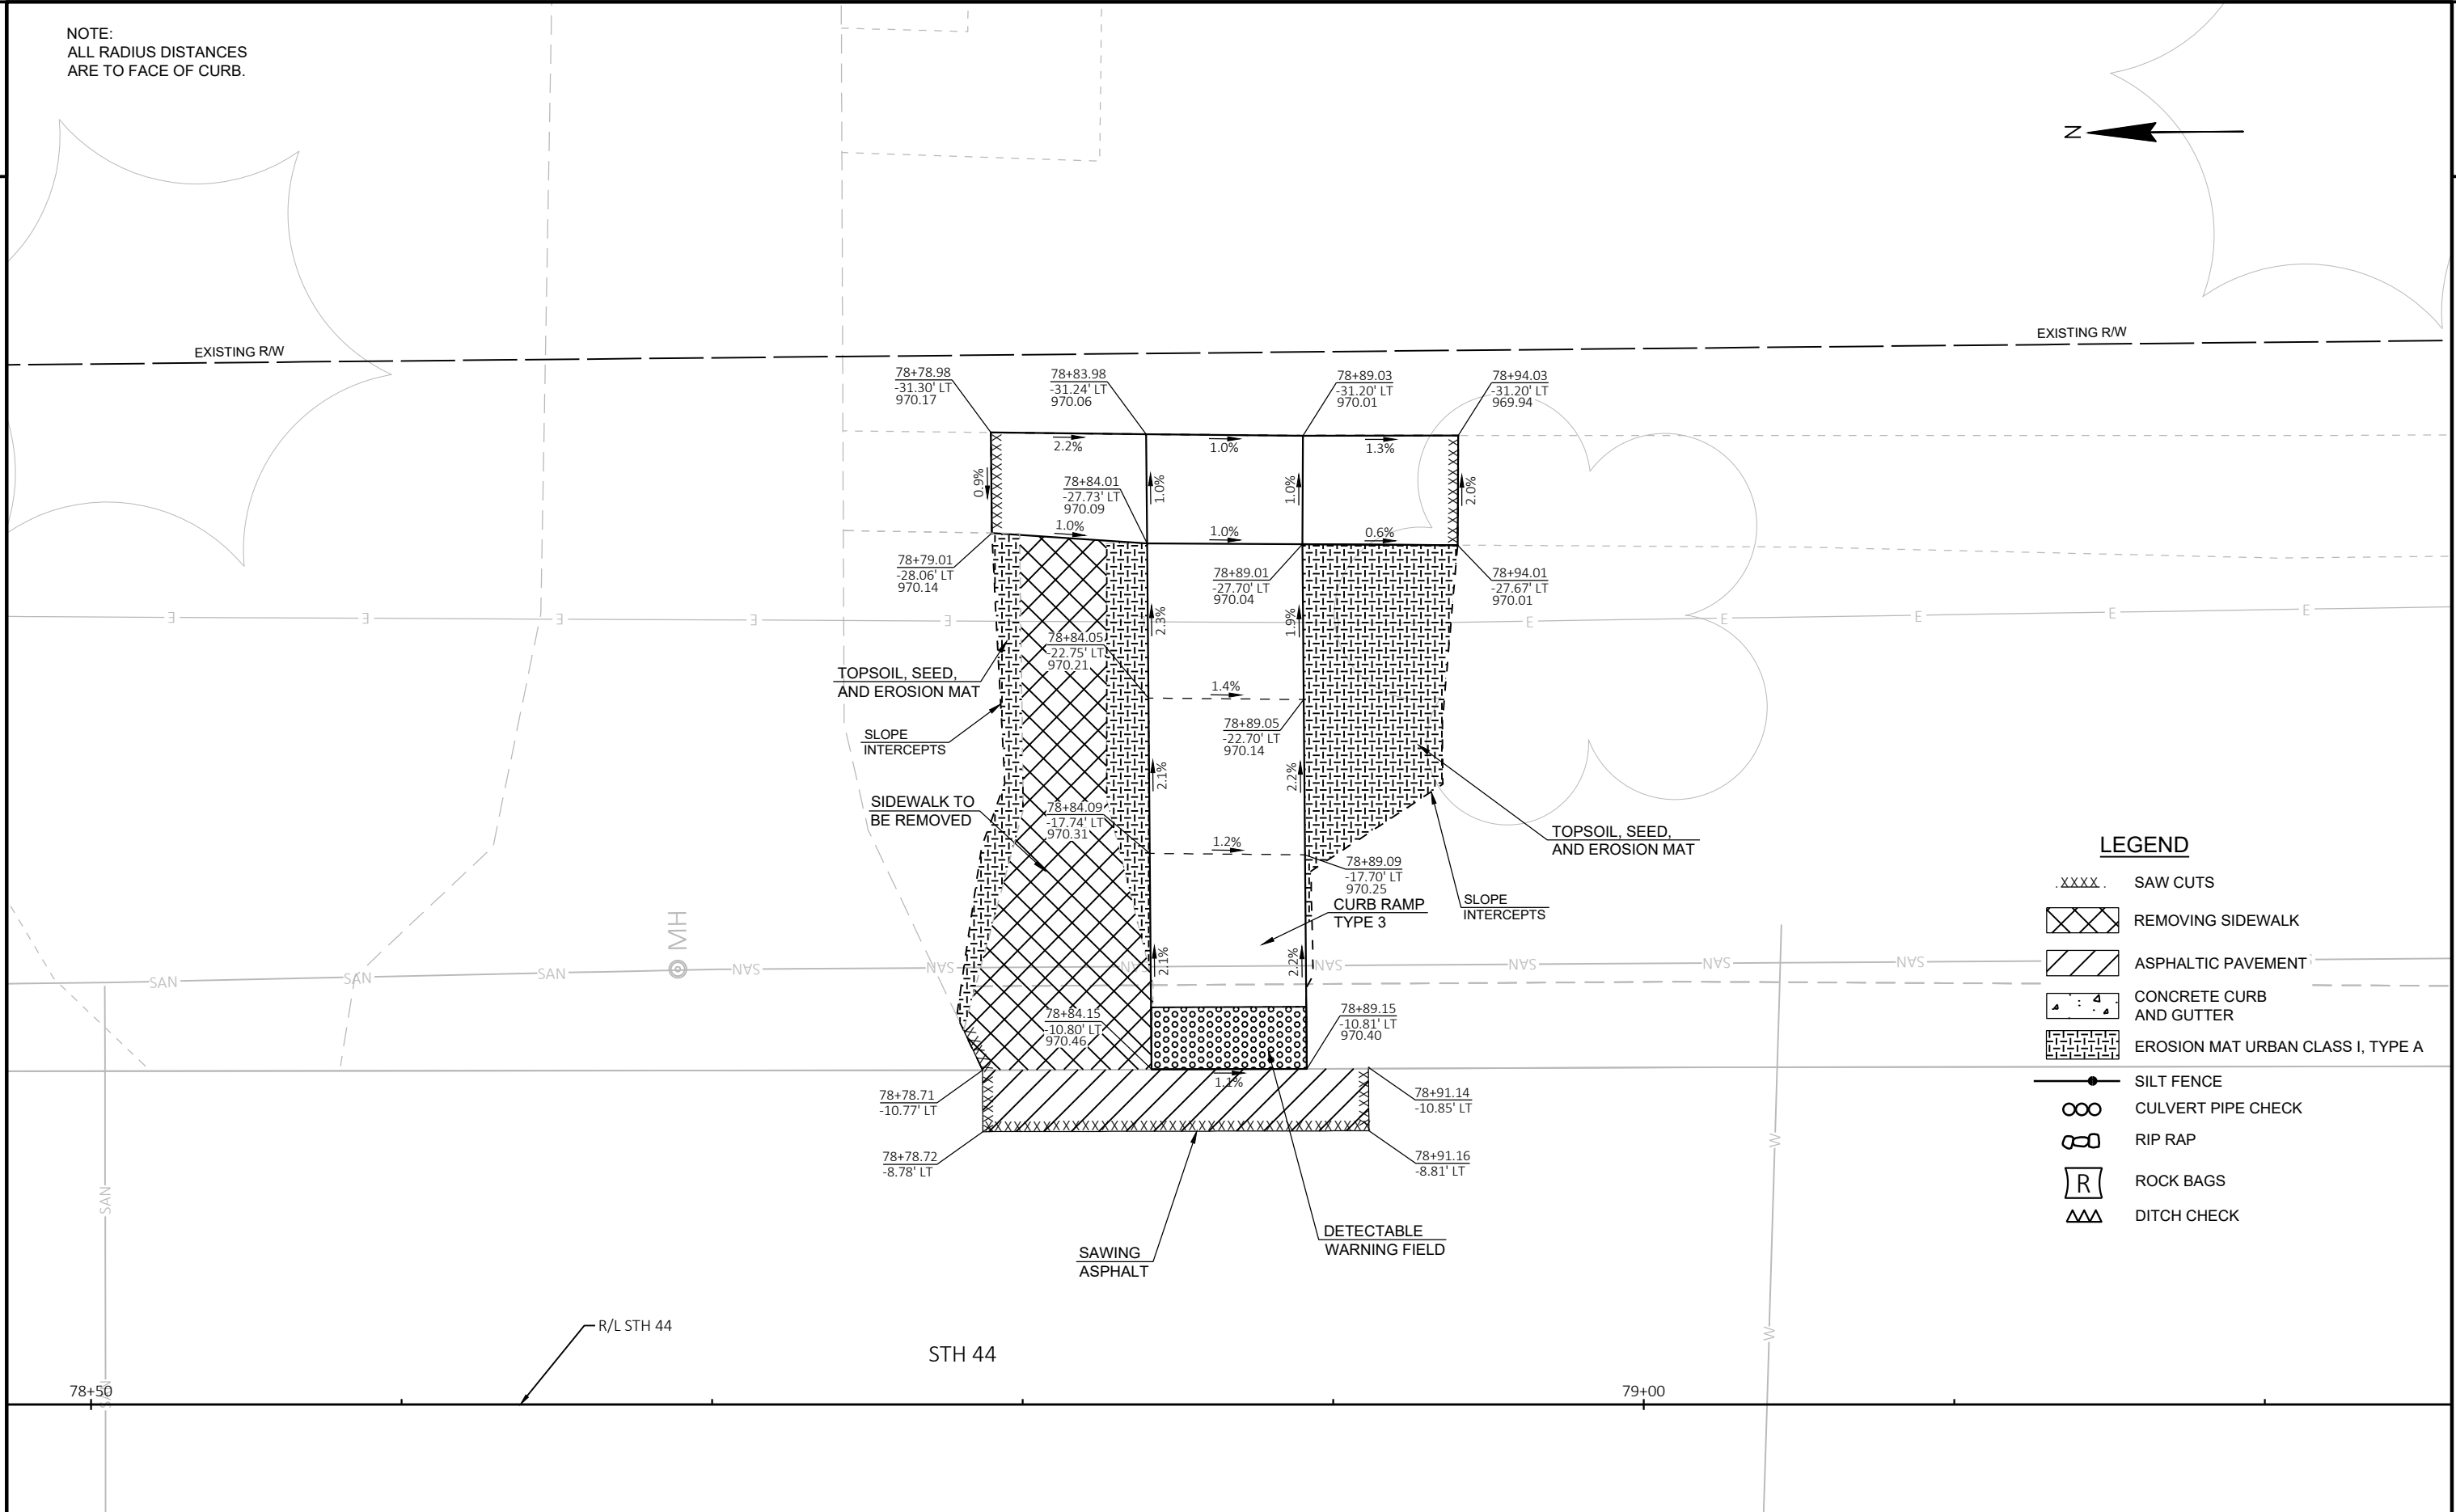 NOTE:
ALL RADIUS DISTANCES
ARE TO FACE OF CURB.
N
EXISTING R/W
EXISTING R/W
78+78.98
-31.30' LT
970.17
78+83.98
-31.24' LT
970.06
78+89.03
-31.20' LT
970.01
78+94.03
-31.20' LT
969.94
2.2%
1.0%
1.3%
0.9%
78+84.01
-27.73' LT
970.09
1.0%
1.0%
2.0%
1.0%
1.0%
0.6%
78+79.01
-28.06' LT
970.14
78+89.01
-27.70' LT
970.04
78+94.01
-27.67' LT
970.01
E E E E E E E E E E
2.3%
1.9%
78+84.05
-22.75' LT
970.21
TOPSOIL, SEED,
AND EROSION MAT
1.4%
SLOPE
INTERCEPTS
78+89.05
-22.70' LT
970.14
2.1%
2.2%
SIDEWALK TO
BE REMOVED
78+84.09
-17.74' LT
970.31
1.2%
TOPSOIL, SEED,
AND EROSION MAT
78+89.09
-17.70' LT
970.25
CURB RAMP
TYPE 3
SLOPE
INTERCEPTS
MH
2.1%
2.2%
SAN SAN SAN SAN SAN SAN SAN SAN SAN SAN
78+84.15
-10.80' LT
970.46
78+89.15
-10.81' LT
970.40
1.1%
78+78.71
-10.77' LT
78+91.14
-10.85' LT
78+78.72
-8.78' LT
78+91.16
-8.81' LT
SAN
W
DETECTABLE
WARNING FIELD
SAWING
ASPHALT
R/L STH 44
W
STH 44
78+50
SAN
79+00
LEGEND
XXXX SAW CUTS
REMOVING SIDEWALK
ASPHALTIC PAVEMENT
CONCRETE CURB
AND GUTTER
EROSION MAT URBAN CLASS I, TYPE A
SILT FENCE
CULVERT PIPE CHECK
RIP RAP
R ROCK BAGS
DITCH CHECK